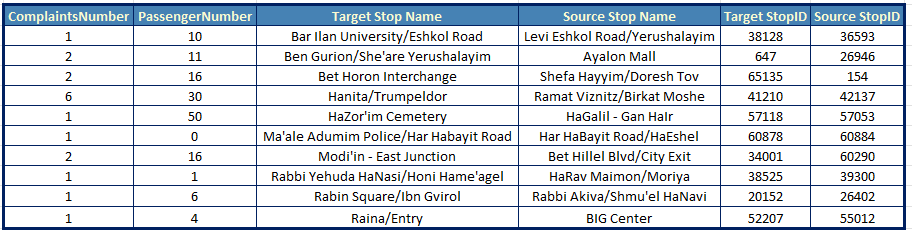 ComplaintsNumber PassengerNumber Target Stop Name Source Stop Name Target StopID Source StopID
1 10 Bar Ilan University/Eshkol Road Levi Eshkol Road/Yerushalayim 38128 36593
2 11 Ben Gurion/She'are Yerushalayim Ayalon Mall 647 26946
2 16 Bet Horon Interchange Shefa Hayyim/Doresh Tov 65135 154
6 30 Hanita/Trumpeldor Ramat Viznitz/Birkat Moshe 41210 42137
1 50 HaZor'im Cemetery HaGalil - Gan HaIr 57118 57053
1 0 Ma'ale Adumim Police/Har Habayit Road Har HaBayit Road/HaEshel 60878 60884
2 16 Modi'in - East Junction Bet Hillel Blvd/City Exit 34001 60290
1 1 Rabbi Yehuda HaNasi/Honi Hame'agel HaRav Maimon/Moriya 38525 39300
1 6 Rabin Square/Ibn Gvirol Rabbi Akiva/Shmu'el HaNavi 20152 26402
1 4 Raina/Entry BIG Center 52207 55012